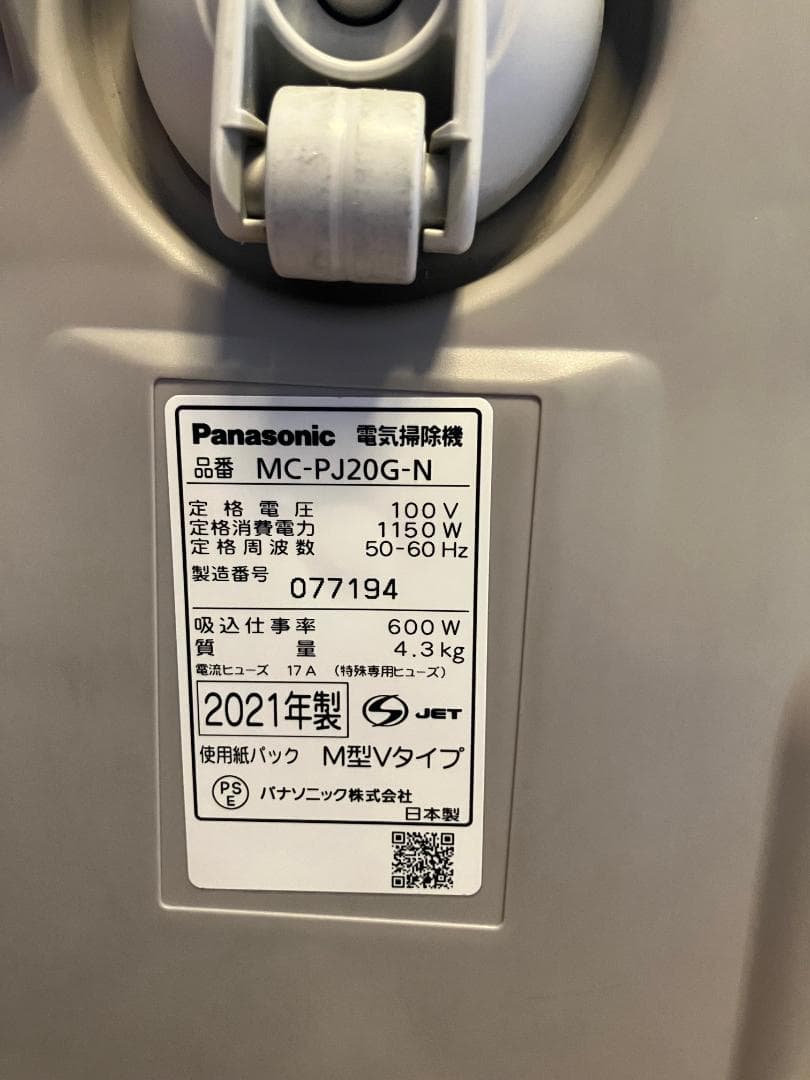 Panasonic 電気掃除機
品番 MC-PJ20G-N
定格電圧 100V
定格消費電力 1150W
定格周波数 50-60Hz
製造番号 077194
吸込仕事率 600W
質量 4.3kg
電流ヒューズ 17A (特殊専用ヒューズ)
2021年製 S JET
使用紙パック M型Vタイプ
PSE パナソニック株式会社
日本製